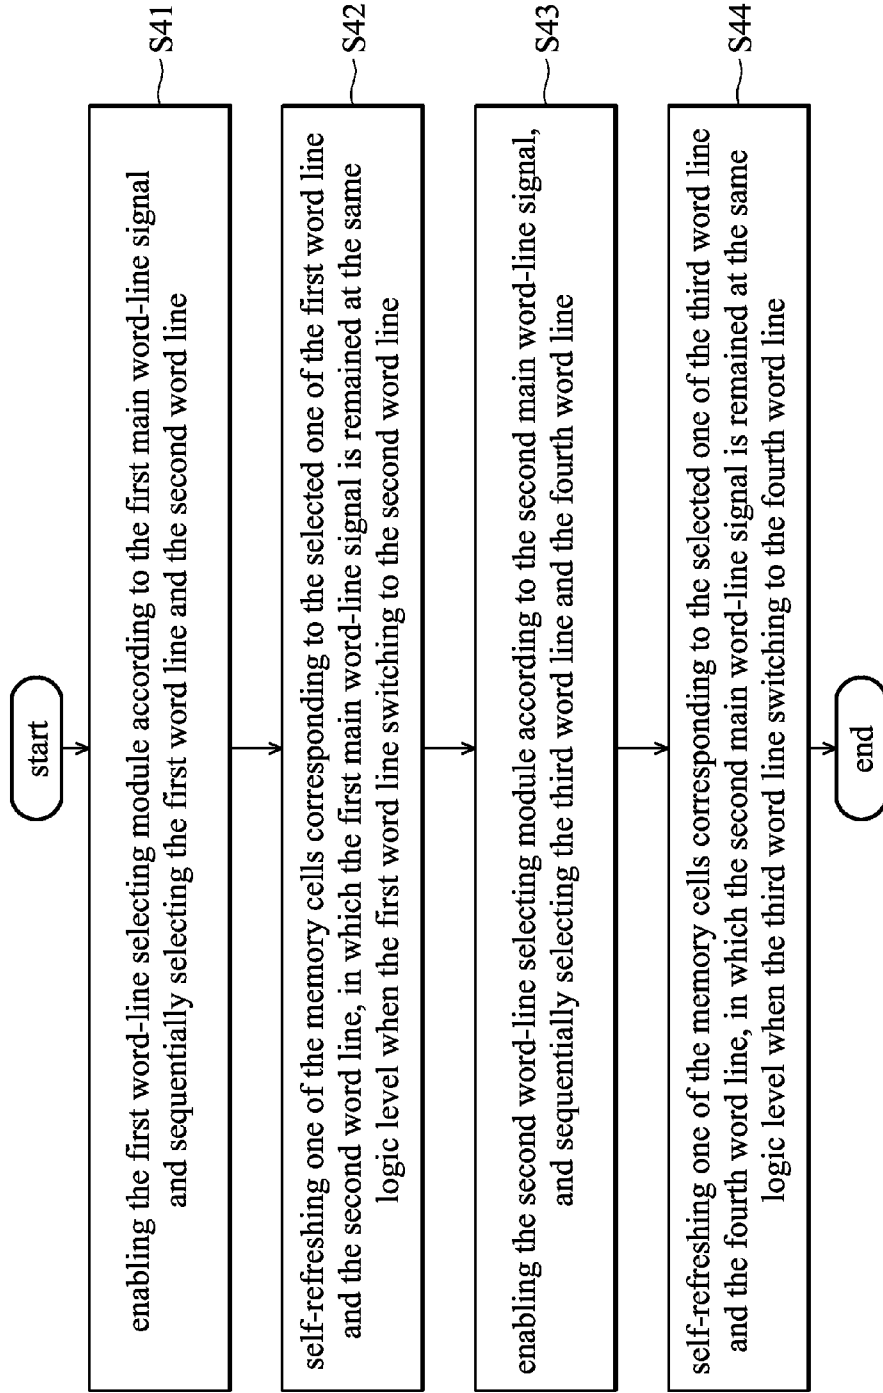 start
enabling the first word-line selecting module according to the first main word-line signal
and sequentially selecting the first word line and the second word line
S41
self-refreshing one of the memory cells corresponding to the selected one of the first word line
and the second word line, in which the first main word-line signal is remained at the same
logic level when the first word line switching to the second word line
S42
enabling the second word-line selecting module according to the second main word-line signal,
and sequentially selecting the third word line and the fourth word line
S43
self-refreshing one of the memory cells corresponding to the selected one of the third word line
and the fourth word line, in which the second main word-line signal is remained at the same
logic level when the third word line switching to the fourth word line
S44
end